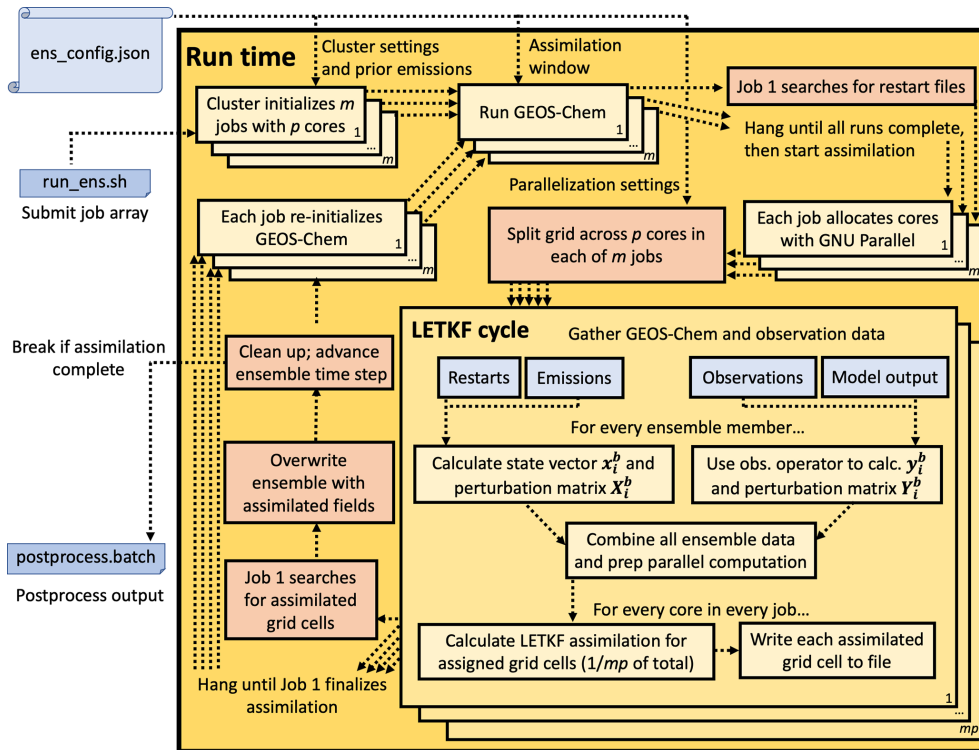 ens_config.json
Run time
Cluster settings
and prior emissions
Assimilation
window
Cluster initializes m
jobs with p cores
1
...
m
Run GEOS-Chem
1
...
m
Job 1 searches for restart files
Hang until all runs complete,
then start assimilation
run_ens.sh
Submit job array
Parallelization settings
Each job re-initializes
GEOS-Chem
1
...
m
Split grid across p cores in
each of m jobs
Each job allocates cores
with GNU Parallel
1
...
m
LETKF cycle
Gather GEOS-Chem and observation data
Break if assimilation
complete
Clean up; advance
ensemble time step
Restarts
Emissions
Observations
Model output
For every ensemble member…
Overwrite
ensemble with
assimilated fields
Calculate state vector x_i^b and
perturbation matrix X_i^b
Use obs. operator to calc. y_i^b
and perturbation matrix Y_i^b
Combine all ensemble data
and prep parallel computation
postprocess.batch
Postprocess output
Job 1 searches
for assimilated
grid cells
For every core in every job…
Calculate LETKF assimilation for
assigned grid cells (1/mp of total)
Write each assimilated
grid cell to file
Hang until Job 1 finalizes
assimilation
1
...
mp